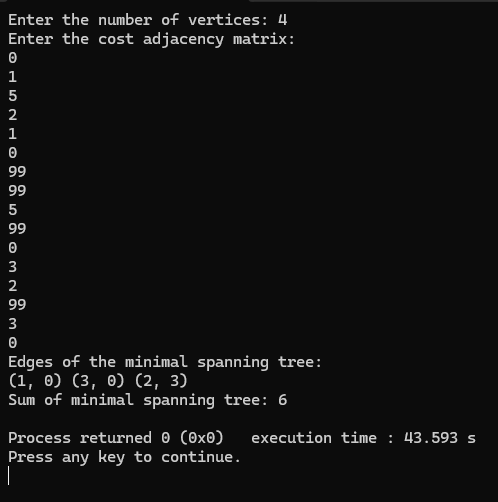 Enter the number of vertices: 4
Enter the cost adjacency matrix:
0
1
5
2
1
0
99
99
5
99
0
3
2
99
3
0
Edges of the minimal spanning tree:
(1, 0) (3, 0) (2, 3)
Sum of minimal spanning tree: 6
Process returned 0 (0x0)   execution time : 43.593 s
Press any key to continue.